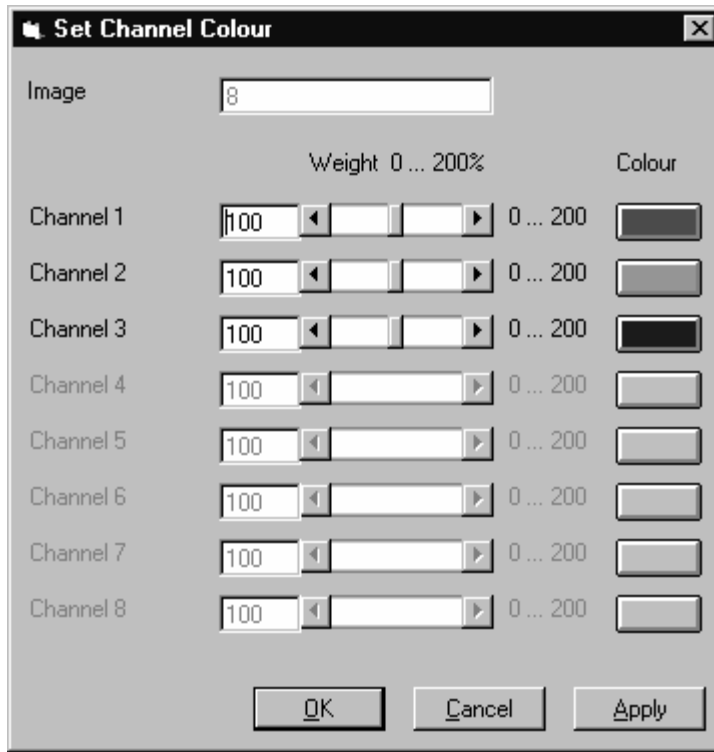 Set Channel Colour
Image 8
Weight 0 ... 200% Colour
Channel 1 100 0 ... 200
Channel 2 100 0 ... 200
Channel 3 100 0 ... 200
Channel 4 100 0 ... 200
Channel 5 100 0 ... 200
Channel 6 100 0 ... 200
Channel 7 100 0 ... 200
Channel 8 100 0 ... 200
OK Cancel Apply